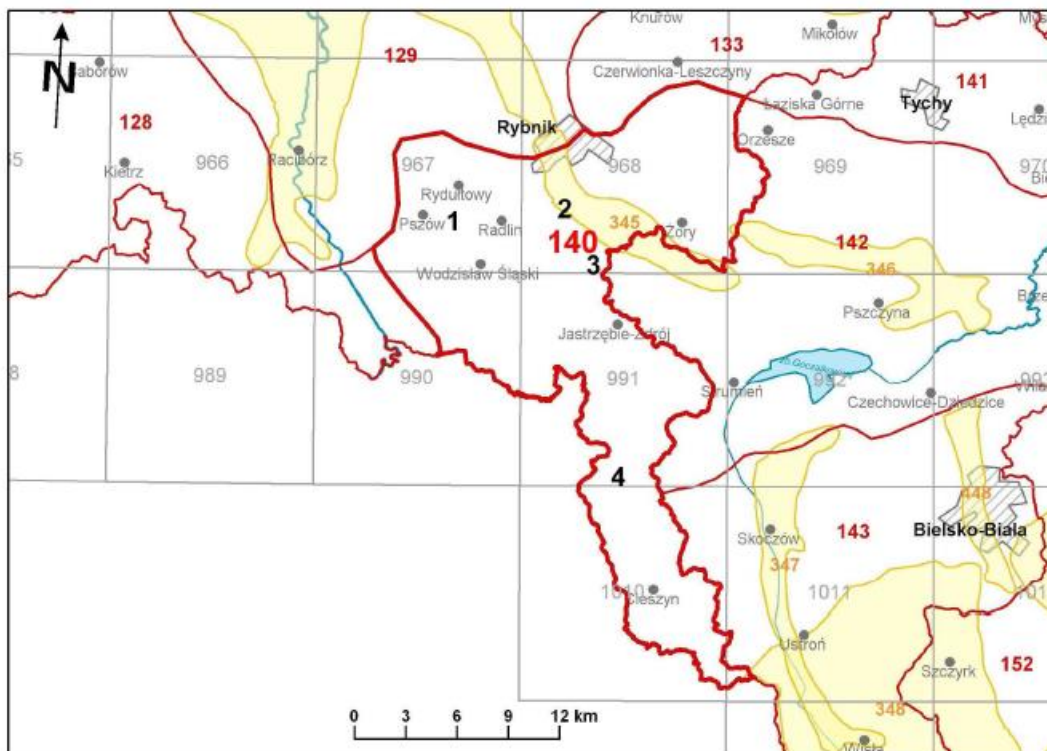 Knurów
Mikołów
133
129
N
Czerwionka-Leszczyny
141
Łaziska Górne
Tychy
128
Rybnik
Orzesze
966
Racibórz
967
968
969
970
Kietrz
Rydułtowy
Pszów
1
Radlin
2
345
Żory
140
142
3
346
Wodzisław Śląski
Pszczyna
Jastrzębie-Zdrój
989
990
991
992
Strumień
Czechowice-Dziedzice
4
448
Skoczów
143
Bielsko-Biała
347
1010
Cieszyn
1011
Ustroń
Szczyrk
152
348
Wisła
0 3 6 9 12 km